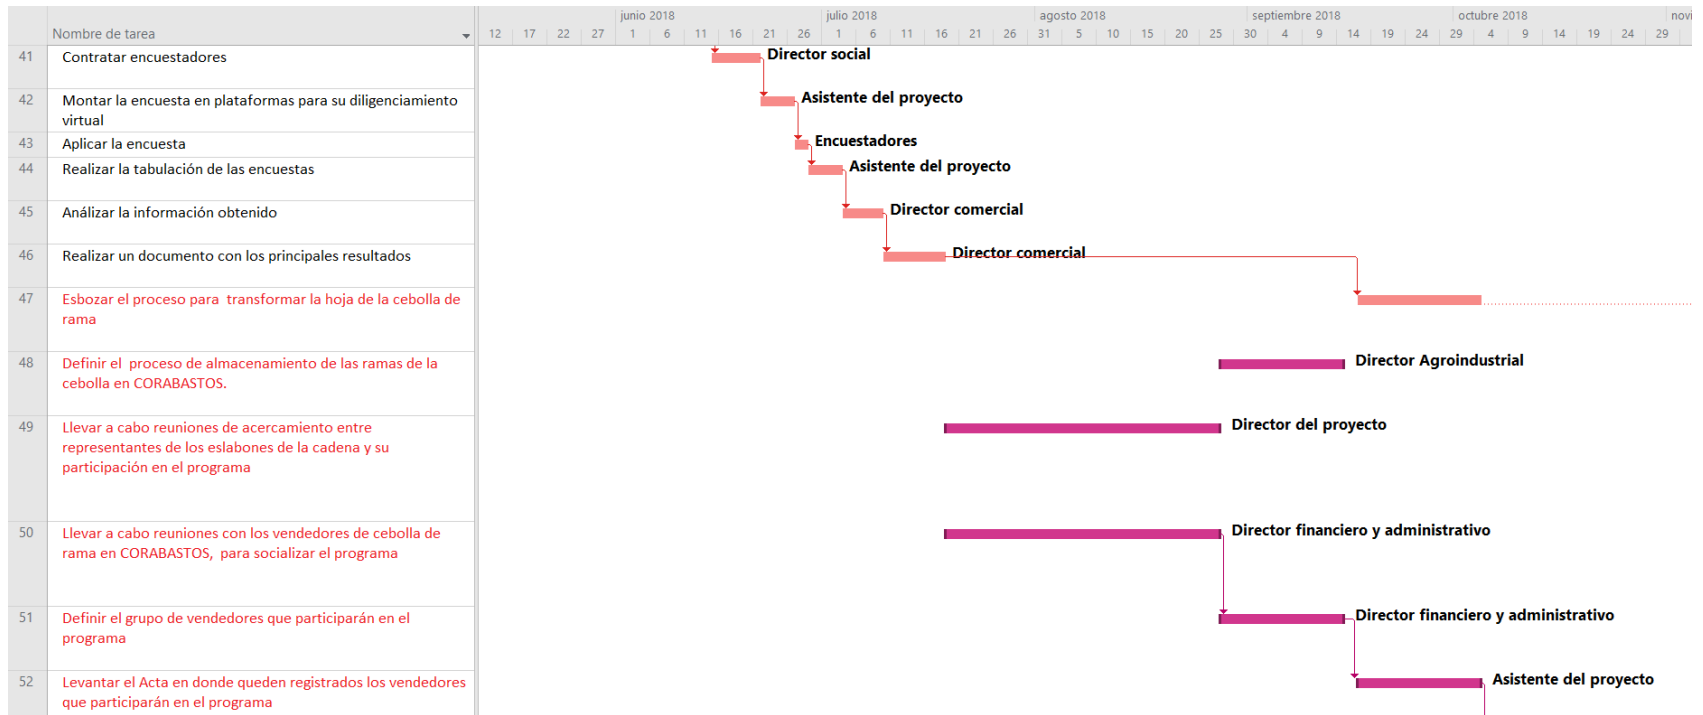 junio 2018 julio 2018 agosto 2018 septiembre 2018 octubre 2018 novi
Nombre de tarea 12 17 22 27 1 6 11 16 21 26 1 6 11 16 21 26 31 5 10 15 20 25 30 4 9 14 19 24 29 4 9 14 19 24 29
41 Contratar encuestadores Director social
42 Montar la encuesta en plataformas para su diligenciamiento Asistente del proyecto
virtual
43 Aplicar la encuesta Encuestadores
44 Realizar la tabulación de las encuestas Asistente del proyecto
45 Análizar la información obtenido Director comercial
46 Realizar un documento con los principales resultados Director comercial
47 Esbozar el proceso para transformar la hoja de la cebolla de
rama
48 Definir el proceso de almacenamiento de las ramas de la Director Agroindustrial
cebolla en CORABASTOS.
49 Llevar a cabo reuniones de acercamiento entre Director del proyecto
representantes de los eslabones de la cadena y su
participación en el programa
50 Llevar a cabo reuniones con los vendedores de cebolla de Director financiero y administrativo
rama en CORABASTOS, para socializar el programa
51 Definir el grupo de vendedores que participarán en el Director financiero y administrativo
programa
52 Levantar el Acta en donde queden registrados los vendedores Asistente del proyecto
que participarán en el programa